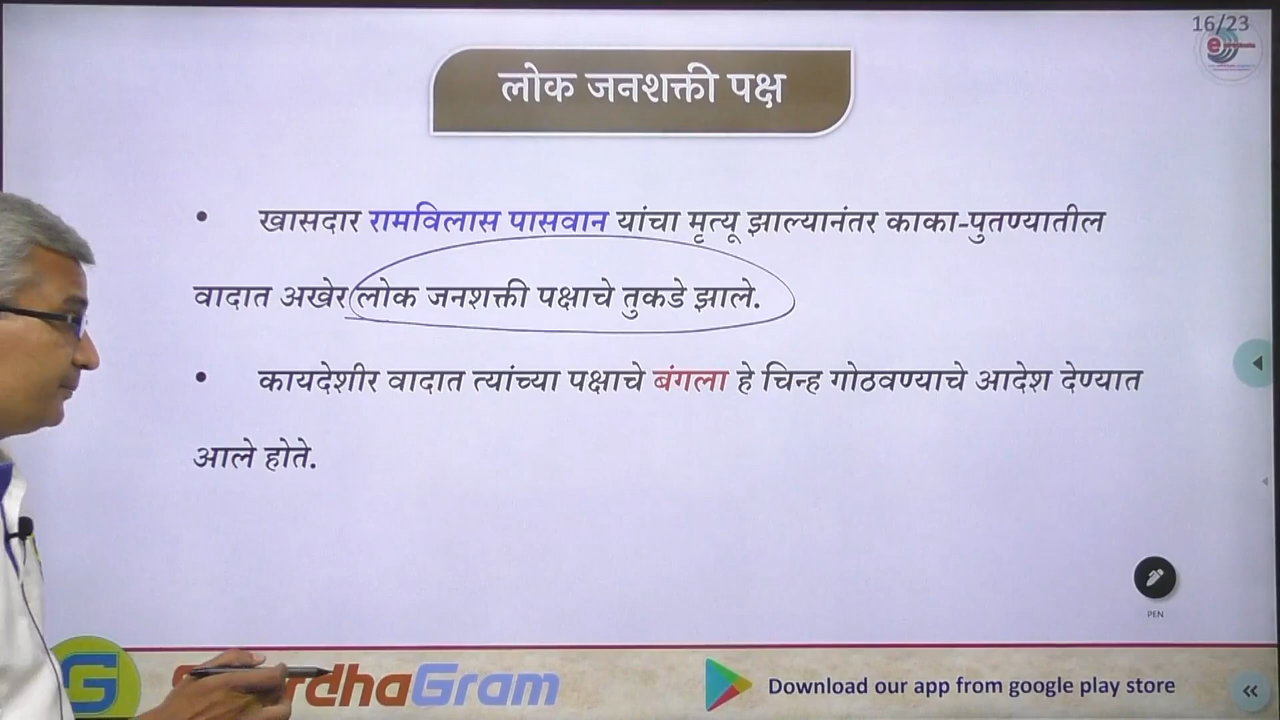 16/23
लोक जनशक्ती पक्ष
• खासदार रामविलास पासवान यांचा मृत्यू झाल्यानंतर काका-पुतण्यातील
वादात अखेर लोक जनशक्ती पक्षाचे तुकडे झाले.
• कायदेशीर वादात त्यांच्या पक्षाचे बंगला हे चिन्ह गोठवण्याचे आदेश देण्यात
आले होते.
PEN
rdhaGram
Download our app from google play store